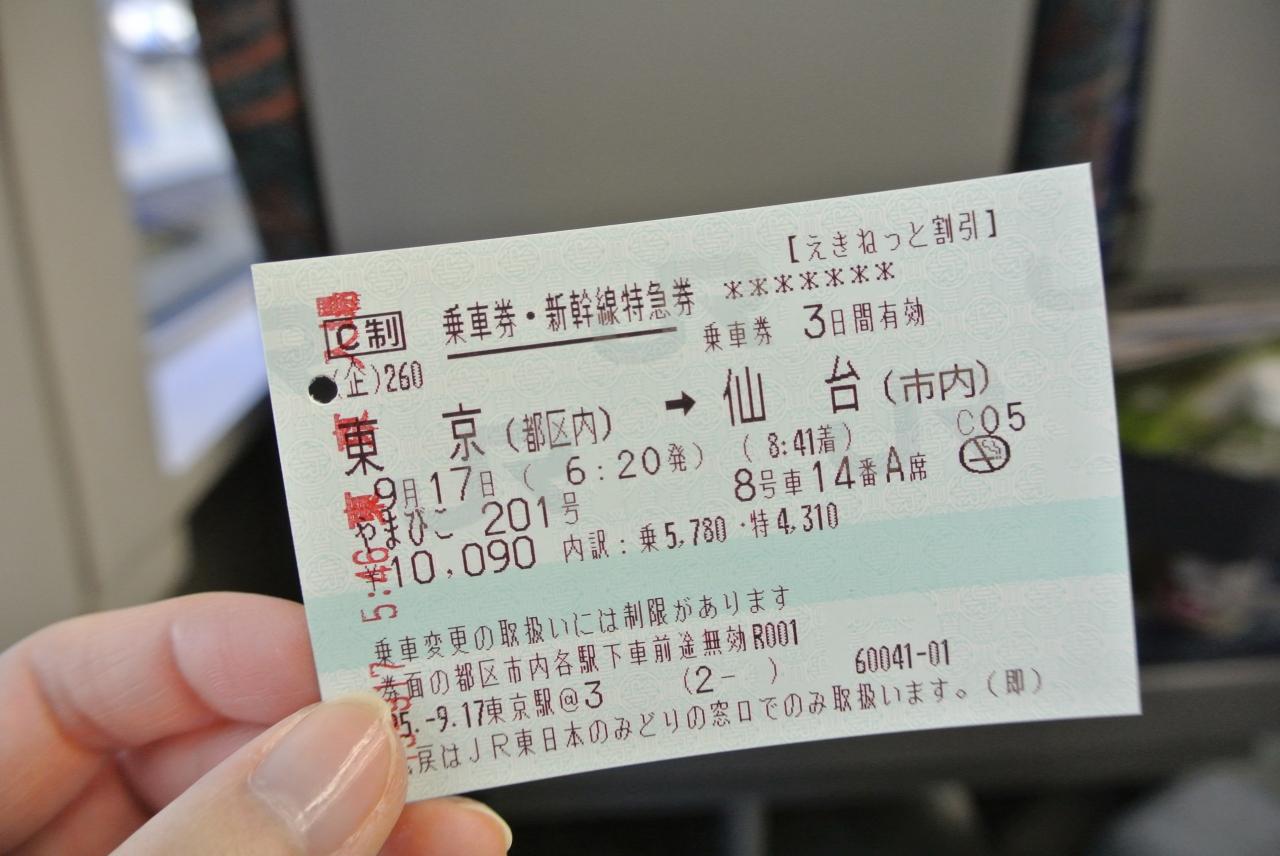 【えきねっと割引】
C制 乗車券・新幹線特急券 *******
乗車券 3日間有効
(企)260
東京(都区内) ➡ 仙台(市内)
C05
9月17日 ( 6:20発) ( 8:41着) 8号車14番A席
やまびこ 201号
¥10,090 内訳:乗5,780・特4,310
乗車変更の取扱いには制限があります
券面の都区市内各駅下車前途無効R001
-9.17東京駅@3 (2- ) 60041-01
戻はJR東日本のみどりの窓口でのみ取扱います。(即)
5:46